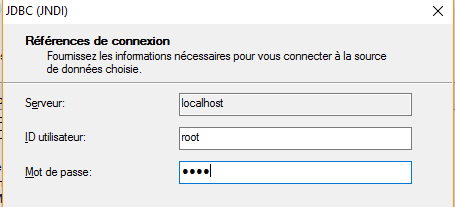 JDBC (JNDI)
Références de connexion
Fournissez les informations nécessaires pour vous connecter à la source
de données choisie.
Serveur:
localhost
ID utilisateur:
root
Mot de passe:
●●●●